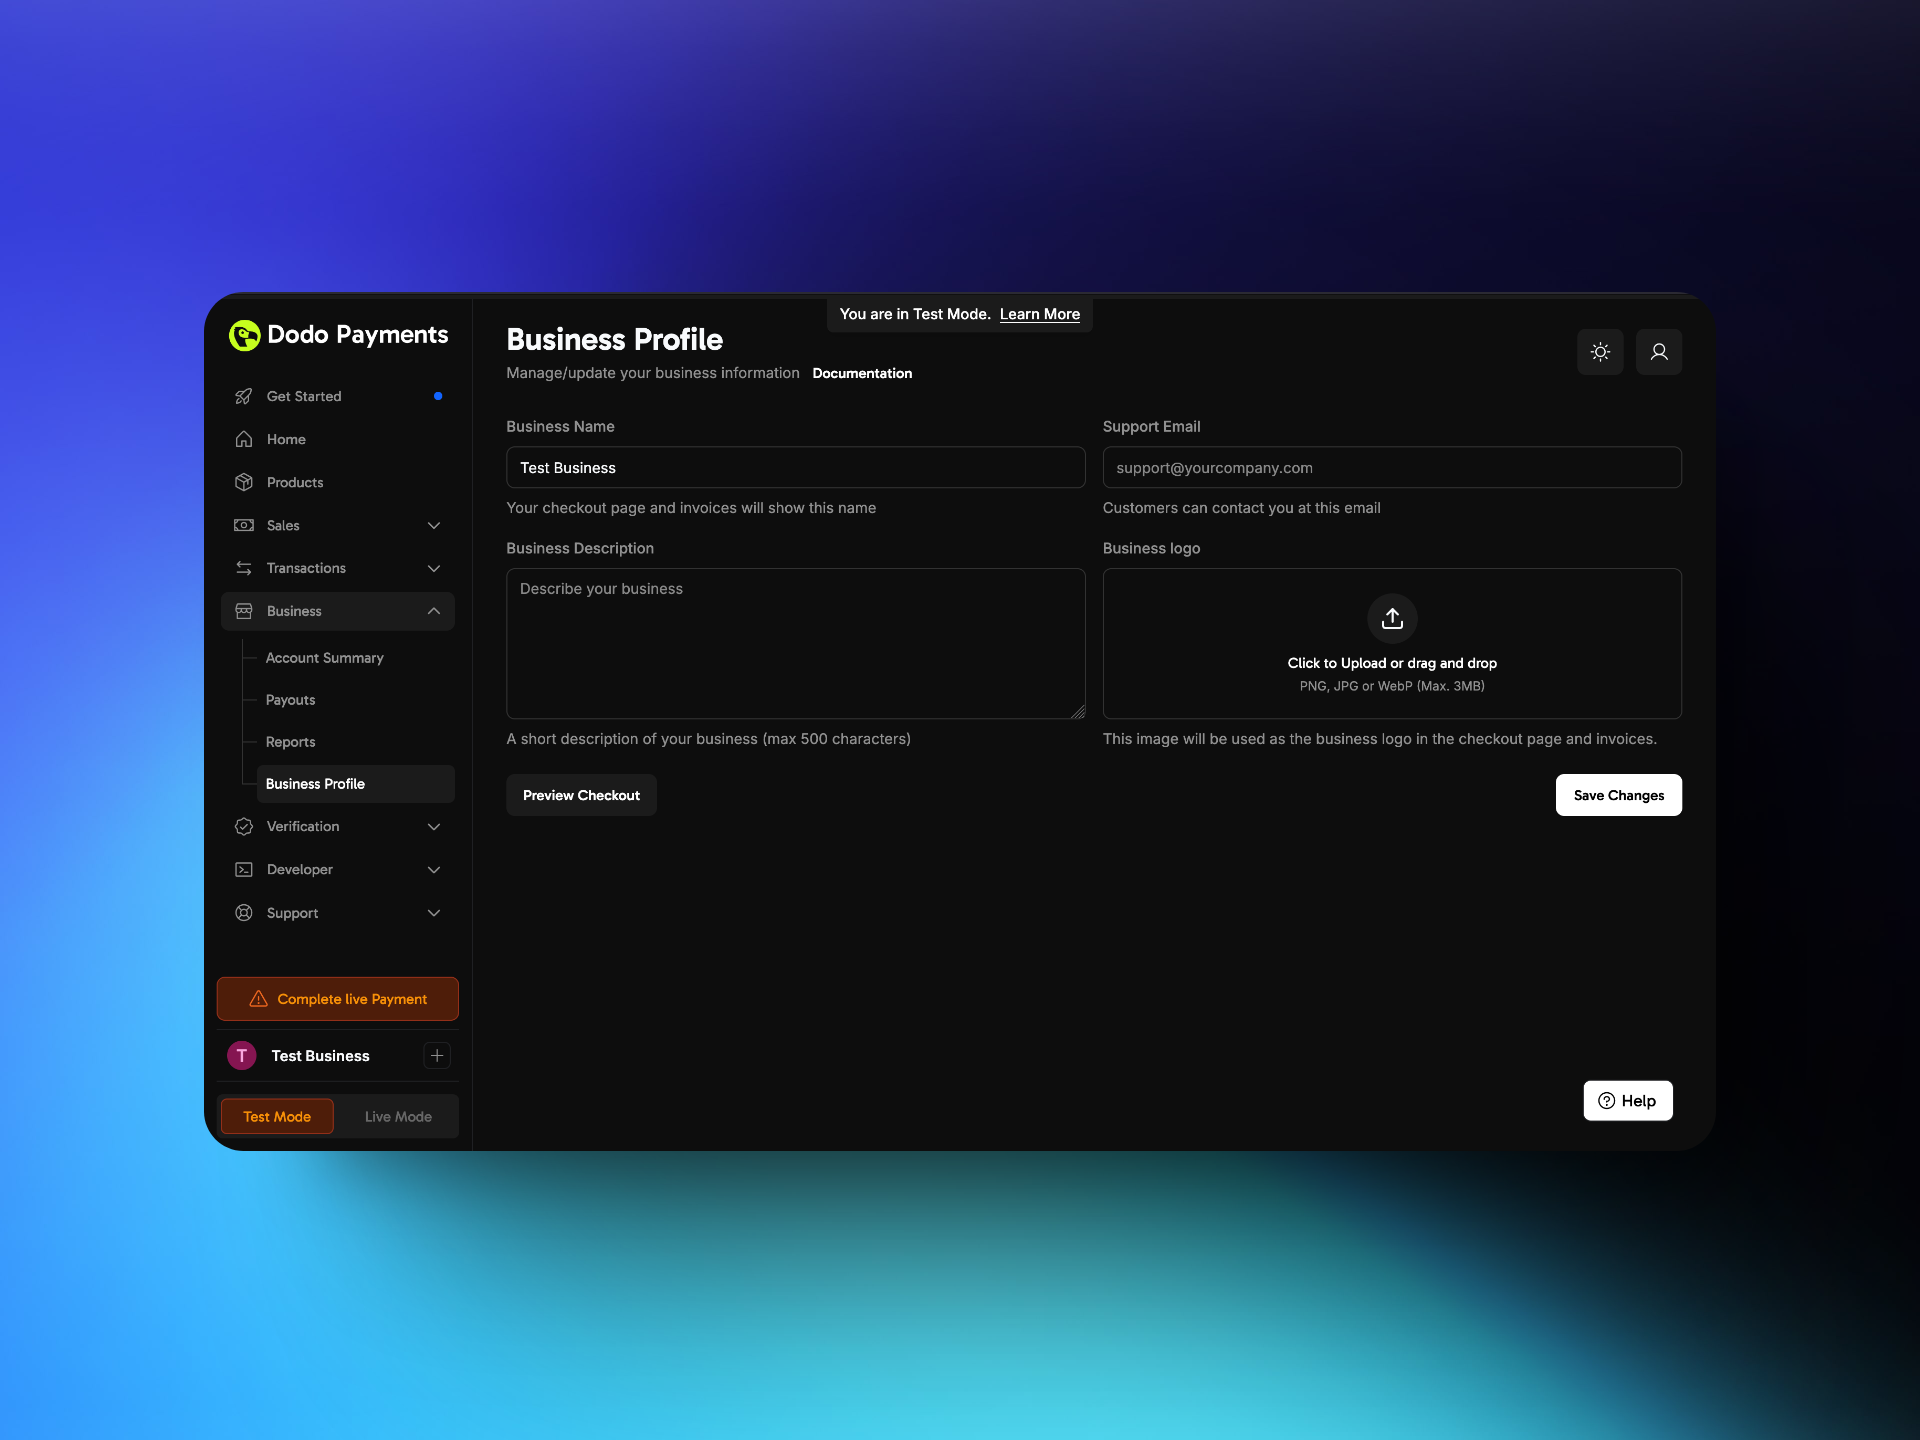 Dodo Payments
Get Started
Home
Products
Sales
Transactions
Business
Account Summary
Payouts
Reports
Business Profile
Verification
Developer
Support
Complete live Payment
T
Test Business
Test Mode
Live Mode
You are in Test Mode. Learn More
Business Profile
Manage/update your business information Documentation
Business Name
Test Business
Your checkout page and invoices will show this name
Support Email
support@yourcompany.com
Customers can contact you at this email
Business Description
Describe your business
A short description of your business (max 500 characters)
Business logo
Click to Upload or drag and drop
PNG, JPG or WebP (Max. 3MB)
This image will be used as the business logo in the checkout page and invoices.
Preview Checkout
Save Changes
Help